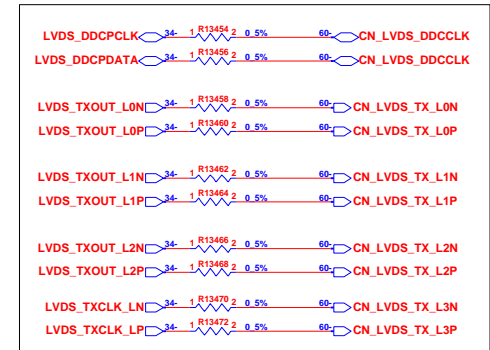 LVDS_DDCPCLK 34- 1 R13454 2 0_5% 60- CN_LVDS_DDCCLK
LVDS_DDCPDATA 34- 1 R13456 2 0_5% 60- CN_LVDS_DDCCLK
LVDS_TXOUT_L0N 34- 1 R13458 2 0_5% 60- CN_LVDS_TX_L0N
LVDS_TXOUT_L0P 34- 1 R13460 2 0_5% 60- CN_LVDS_TX_L0P
LVDS_TXOUT_L1N 34- 1 R13462 2 0_5% 60- CN_LVDS_TX_L1N
LVDS_TXOUT_L1P 34- 1 R13464 2 0_5% 60- CN_LVDS_TX_L1P
LVDS_TXOUT_L2N 34- 1 R13466 2 0_5% 60- CN_LVDS_TX_L2N
LVDS_TXOUT_L2P 34- 1 R13468 2 0_5% 60- CN_LVDS_TX_L2P
LVDS_TXCLK_LN 34- 1 R13470 2 0_5% 60- CN_LVDS_TX_L3N
LVDS_TXCLK_LP 34- 1 R13472 2 0_5% 60- CN_LVDS_TX_L3P